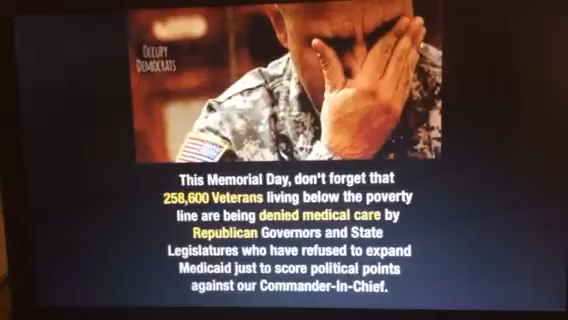 OCCUPY
DEMOCRATS
This Memorial Day, don't forget that
258,600 Veterans living below the poverty
line are being denied medical care by
Republican Governors and State
Legislatures who have refused to expand
Medicaid just to score political points
against our Commander-In-Chief.